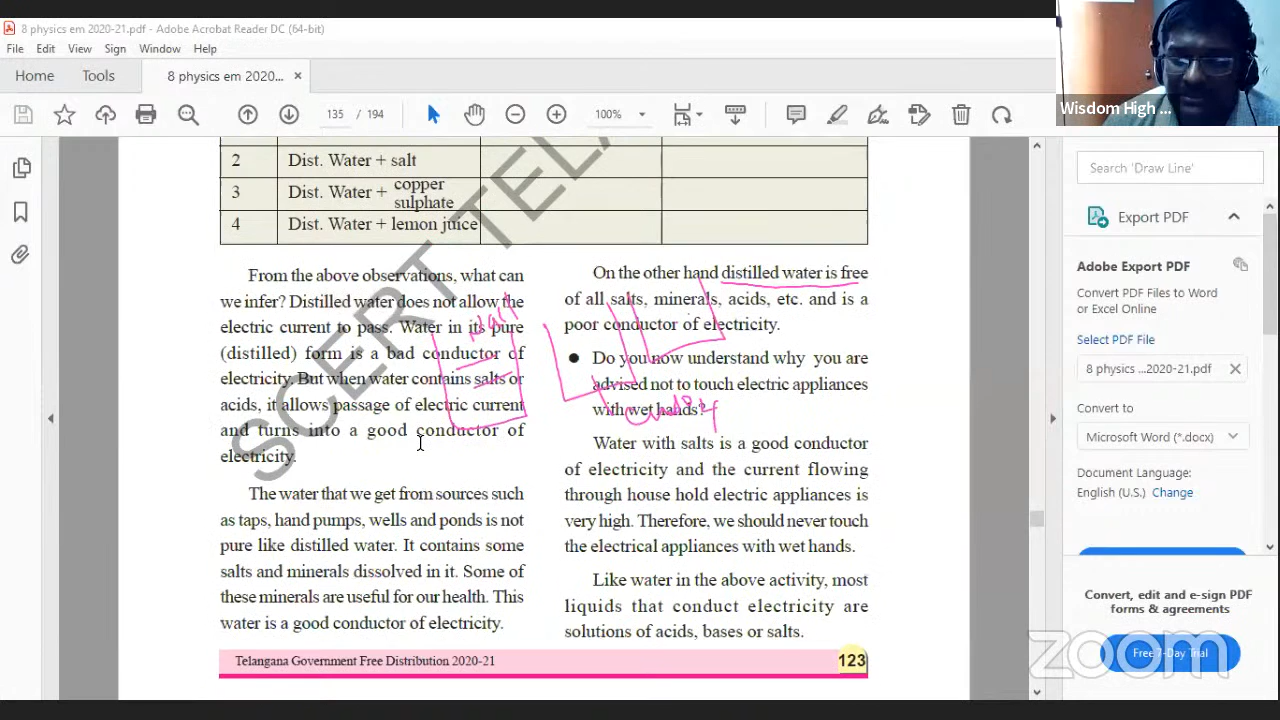 8 physics em 2020-21.pdf - Adobe Acrobat Reader DC (64-bit)
File Edit View Sign Window Help
Home Tools 8 physics em 2020... ×
135 / 194 100%
Wisdom High ...
2 Dist. Water + salt
3 Dist. Water + copper sulphate
4 Dist. Water + lemon juice
From the above observations, what can
we infer? Distilled water does not allow the
electric current to pass. Water in its pure
(distilled) form is a bad conductor of
electricity. But when water contains salts or
acids, it allows passage of electric current
and turns into a good conductor of
electricity.
The water that we get from sources such
as taps, hand pumps, wells and ponds is not
pure like distilled water. It contains some
salts and minerals dissolved in it. Some of
these minerals are useful for our health. This
water is a good conductor of electricity.
On the other hand distilled water is free
of all salts, minerals, acids, etc. and is a
poor conductor of electricity.
● Do you now understand why you are
advised not to touch electric appliances
with wet hands?
Water with salts is a good conductor
of electricity and the current flowing
through house hold electric appliances is
very high. Therefore, we should never touch
the electrical appliances with wet hands.
Like water in the above activity, most
liquids that conduct electricity are
solutions of acids, bases or salts.
SCERT TELA
Telangana Government Free Distribution 2020-21 123
Search 'Draw Line'
Export PDF
Adobe Export PDF
Convert PDF Files to Word
or Excel Online
Select PDF File
8 physics ...2020-21.pdf
Convert to
Microsoft Word (*.docx)
Document Language:
English (U.S.) Change
Convert, edit and e-sign PDF
forms & agreements
Free 7-Day Trial
zoom